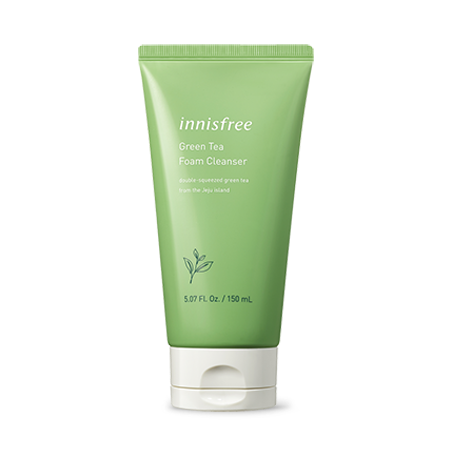 innisfree
Green Tea
Foam Cleanser
double-squeezed green tea
from the Jeju island
5.07 FL Oz. / 150 mL